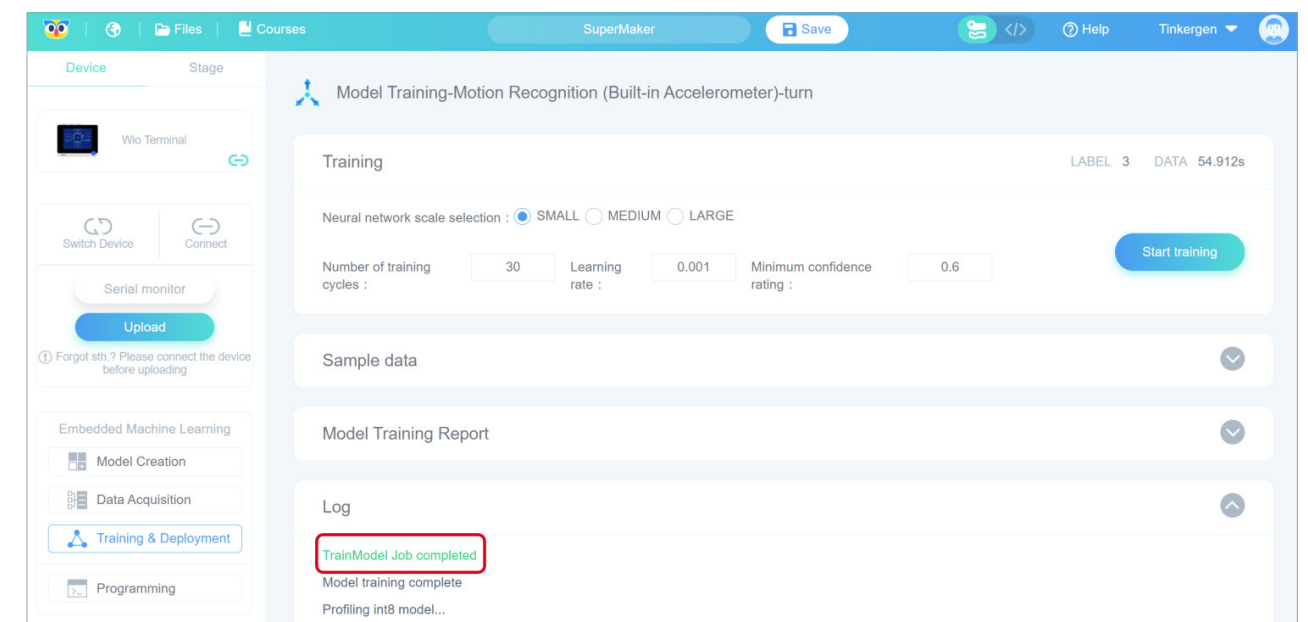 Files
Courses
SuperMaker
Save
</>
Help
Tinkergen
Device
Stage
Wio Terminal
Switch Device
Connect
Serial monitor
Upload
Forgot sth.? Please connect the device
before uploading
Embedded Machine Learning
Model Creation
Data Acquisition
Training & Deployment
Programming
Model Training-Motion Recognition (Built-in Accelerometer)-turn
Training
LABEL 3 DATA 54.912s
Neural network scale selection : SMALL MEDIUM LARGE
Number of training
cycles :
30
Learning
rate :
0.001
Minimum confidence
rating :
0.6
Start training
Sample data
Model Training Report
Log
TrainModel Job completed
Model training complete
Profiling int8 model...